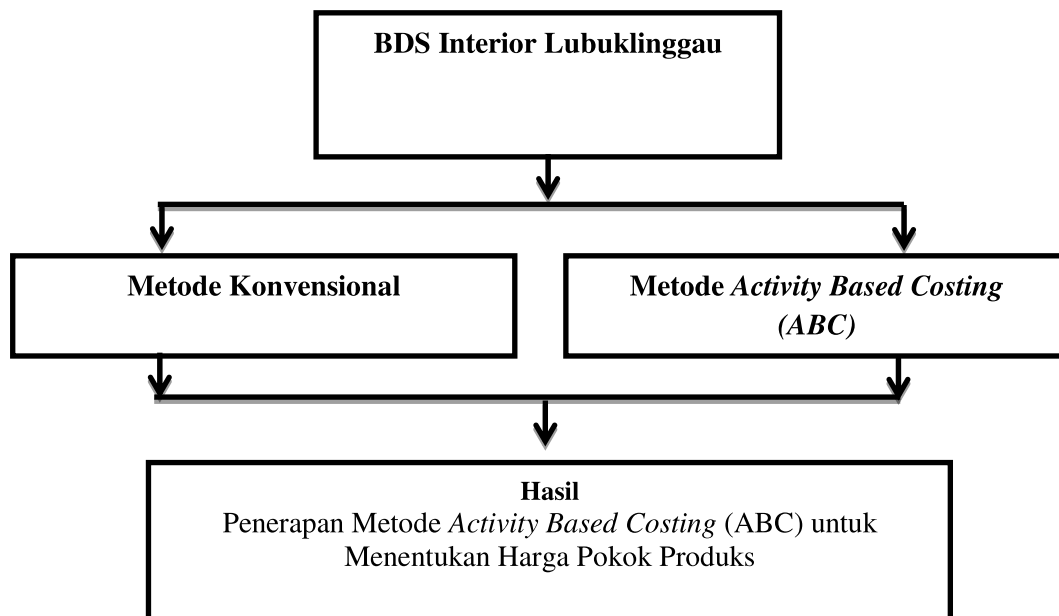 BDS Interior Lubuklinggau
Metode Konvensional
Metode Activity Based Costing
(ABC)
Hasil
Penerapan Metode Activity Based Costing (ABC) untuk
Menentukan Harga Pokok Produks